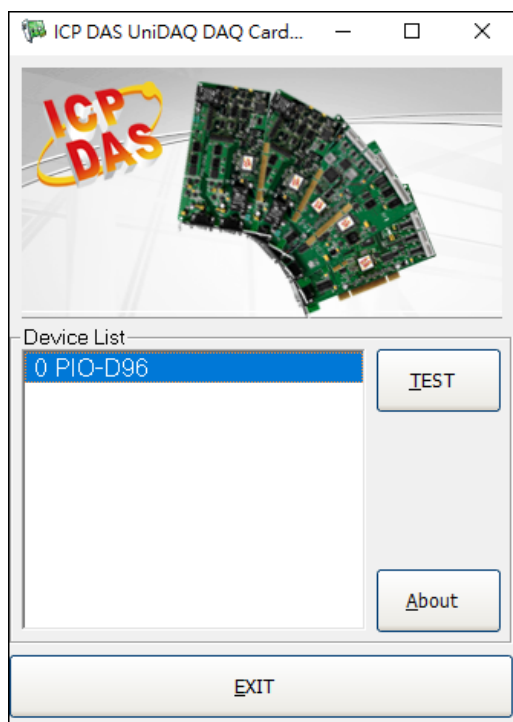 ICP DAS UniDAQ DAQ Card...
ICP
DAS
Device List
0 PIO-D96
TEST
About
EXIT